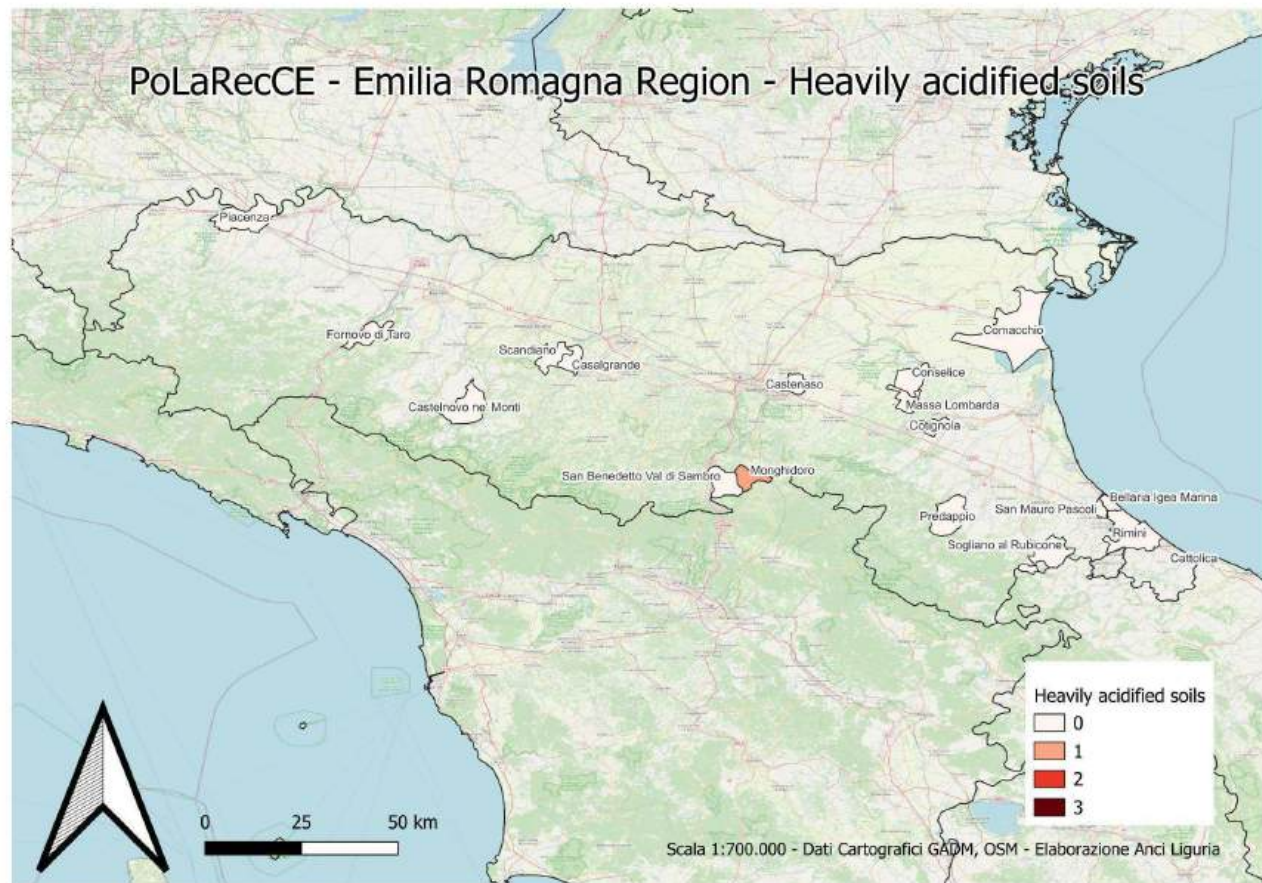 PoLaRecCE - Emilia Romagna Region - Heavily acidified soils
Piacenza
Comacchio
Fornovo di Taro
Scandiano
Casalgrande
Conselice
Castenaso
Castelnovo ne' Monti
Massa Lombarda
Cotignola
San Benedetto Val di Sambro
Monghidoro
Bellaria Igea Marina
San Mauro Pascoli
Predappio
Rimini
Sogliano al Rubicone
Cattolica
Heavily acidified soils
0
1
2
3
0 25 50 km
Scala 1:700.000 - Dati Cartografici GADM, OSM - Elaborazione Anci Liguria